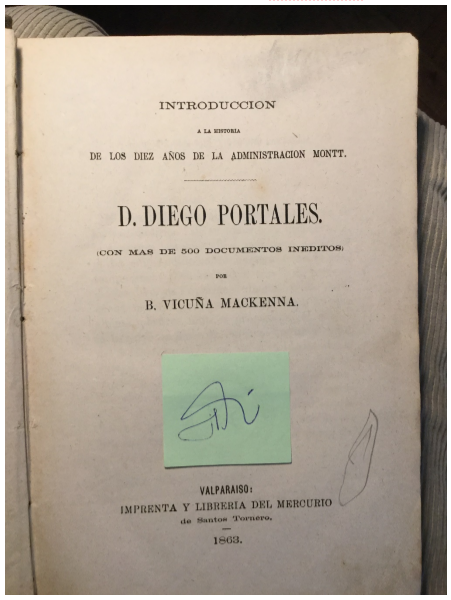 INTRODUCCION
A LA HISTORIA
DE LOS DIEZ AÑOS DE LA ADMINISTRACION MONTT.
D. DIEGO PORTALES.
(CON MAS DE 500 DOCUMENTOS INEDITOS)
POR
B. VICUÑA MACKENNA.
VALPARAISO:
IMPRENTA Y LIBRERIA DEL MERCURIO
de Santos Tornero.
1863.